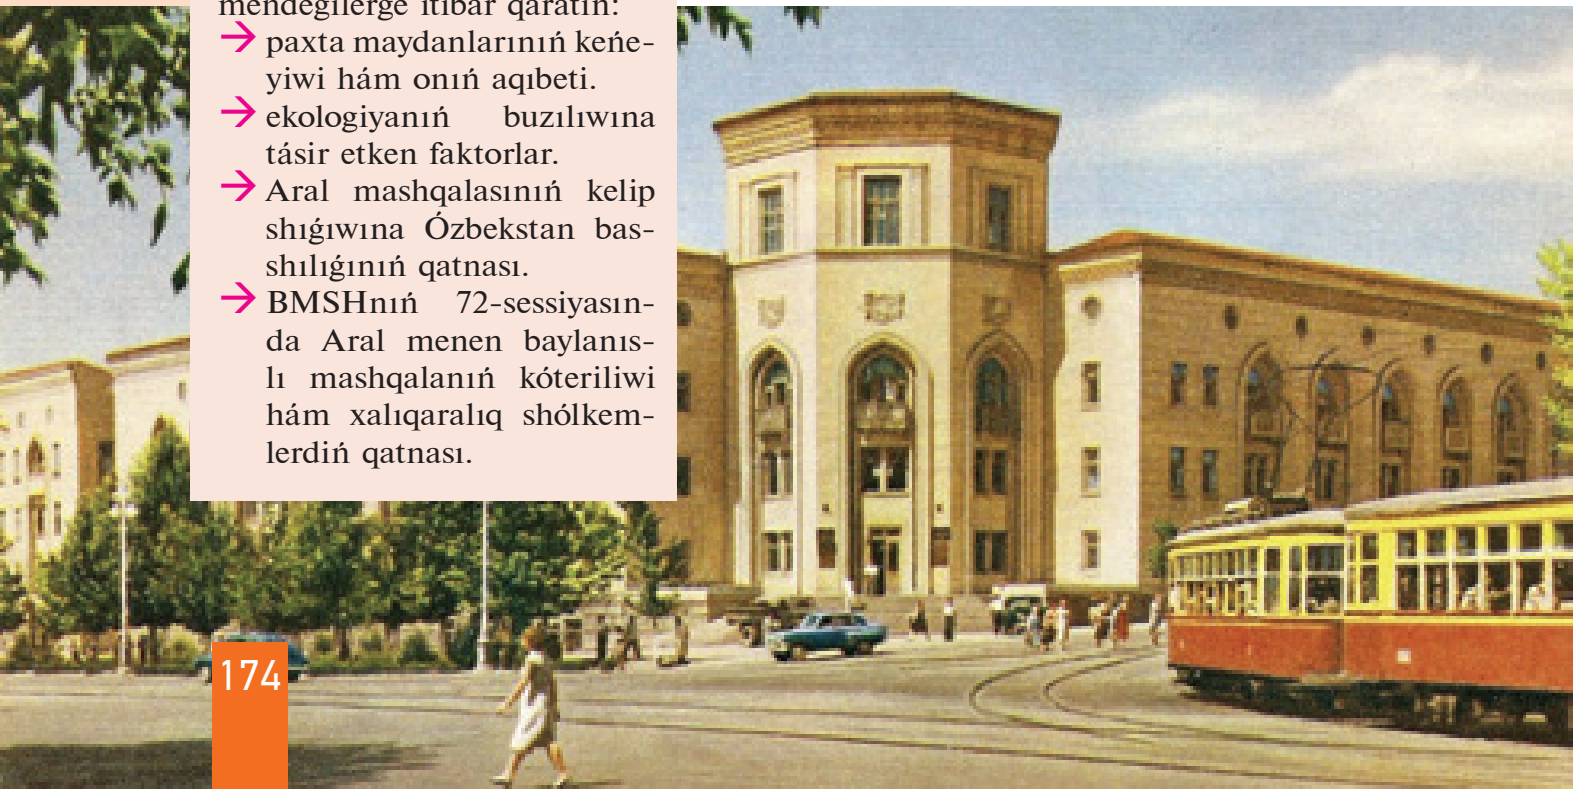 mendegilerge itibar qaratıń:
→ paxta maydanlarınıń keńe-
yiwi hám onıń aqıbeti.
→ ekologiyanıń buzılıwına
tásir etken faktorlar.
→ Aral mashqalasınıń kelip
shıǵıwına Ózbekstan bas-
shılıǵınıń qatnası.
→ BMSHnıń 72-sessiyasın-
da Aral menen baylanıs-
lı mashqalanıń kóteriliwi
hám xalıqaralıq shólkem-
lerdiń qatnası.
174